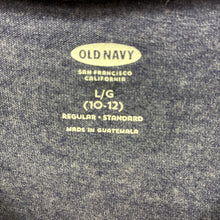 OLD NAVY
SAN FRANCISCO
CALIFORNIA
L/G
(10-12)
REGULAR • STANDARD
MADE IN GUATEMALA